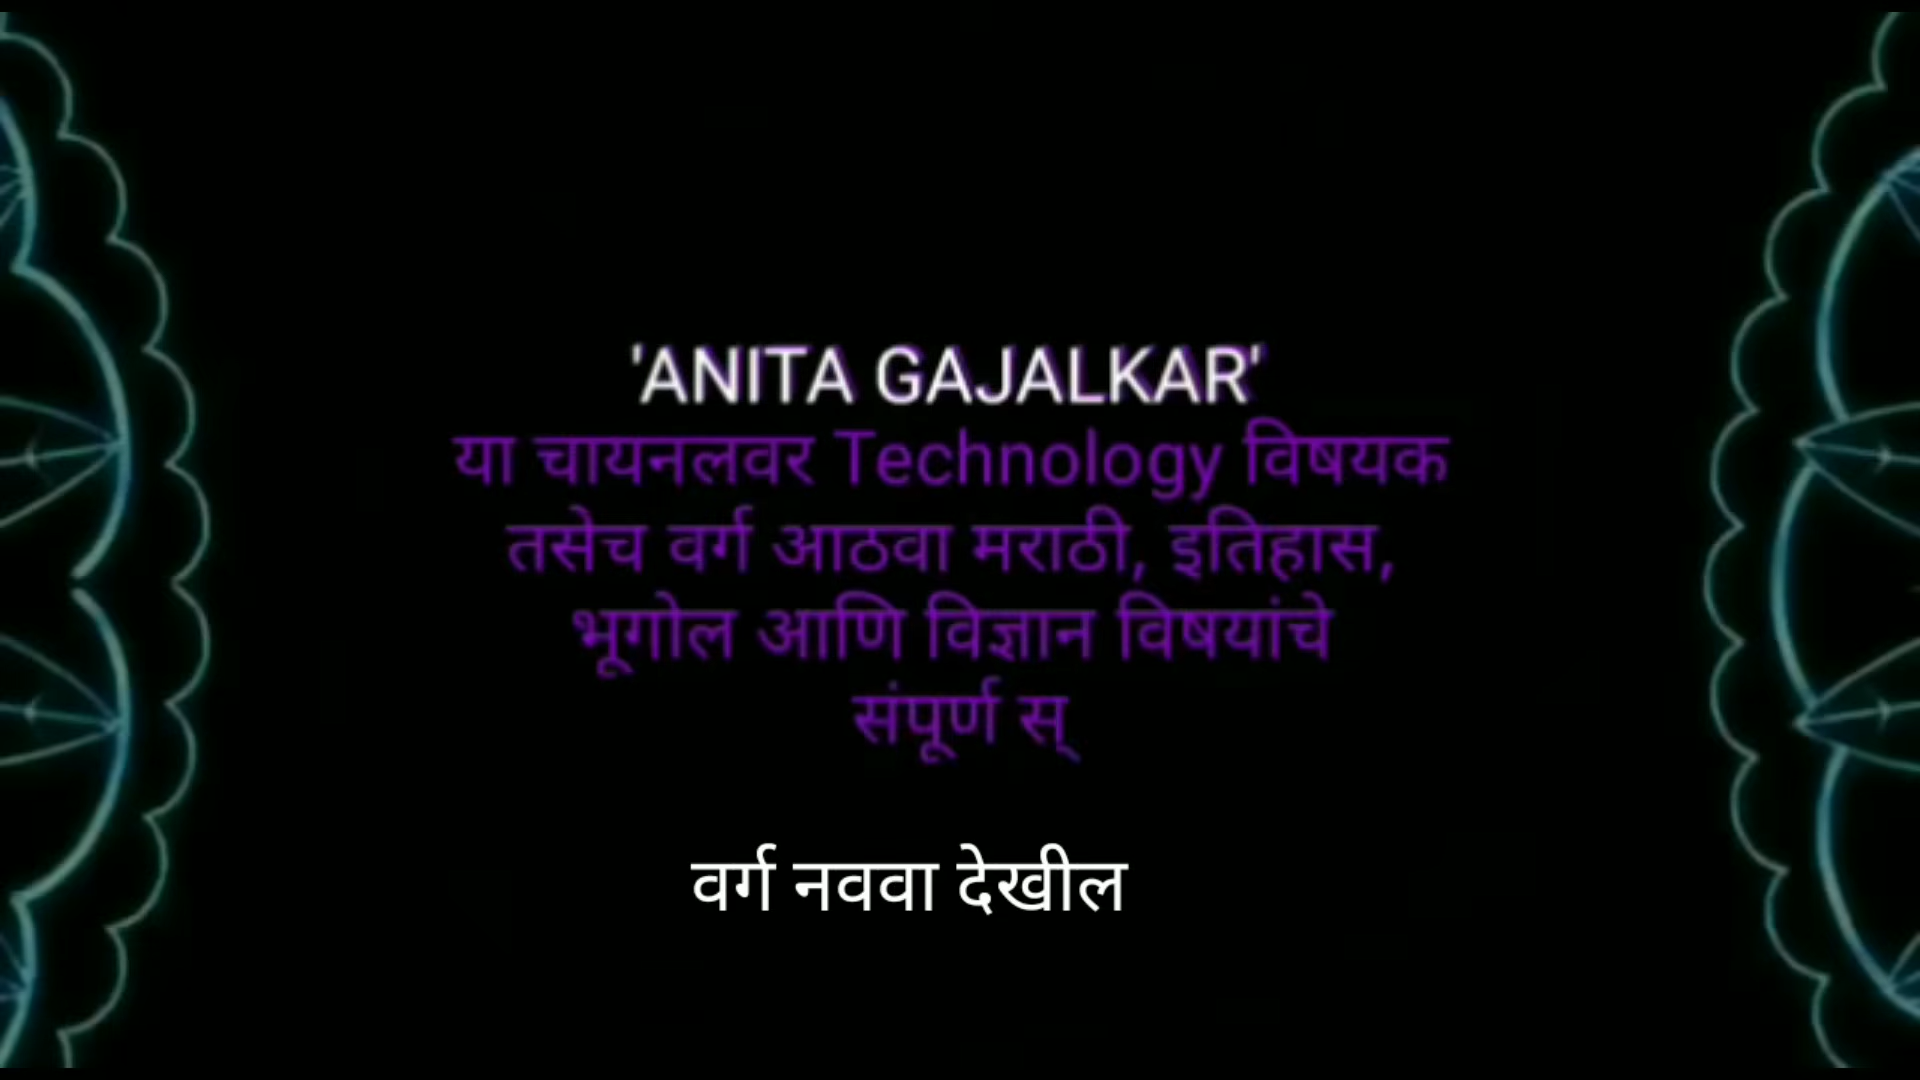 'ANITA GAJALKAR'
या चायनलवर Technology विषयक
तसेच वर्ग आठवा मराठी, इतिहास,
भूगोल आणि विज्ञान विषयांचे
संपूर्ण स्
वर्ग नववा देखील